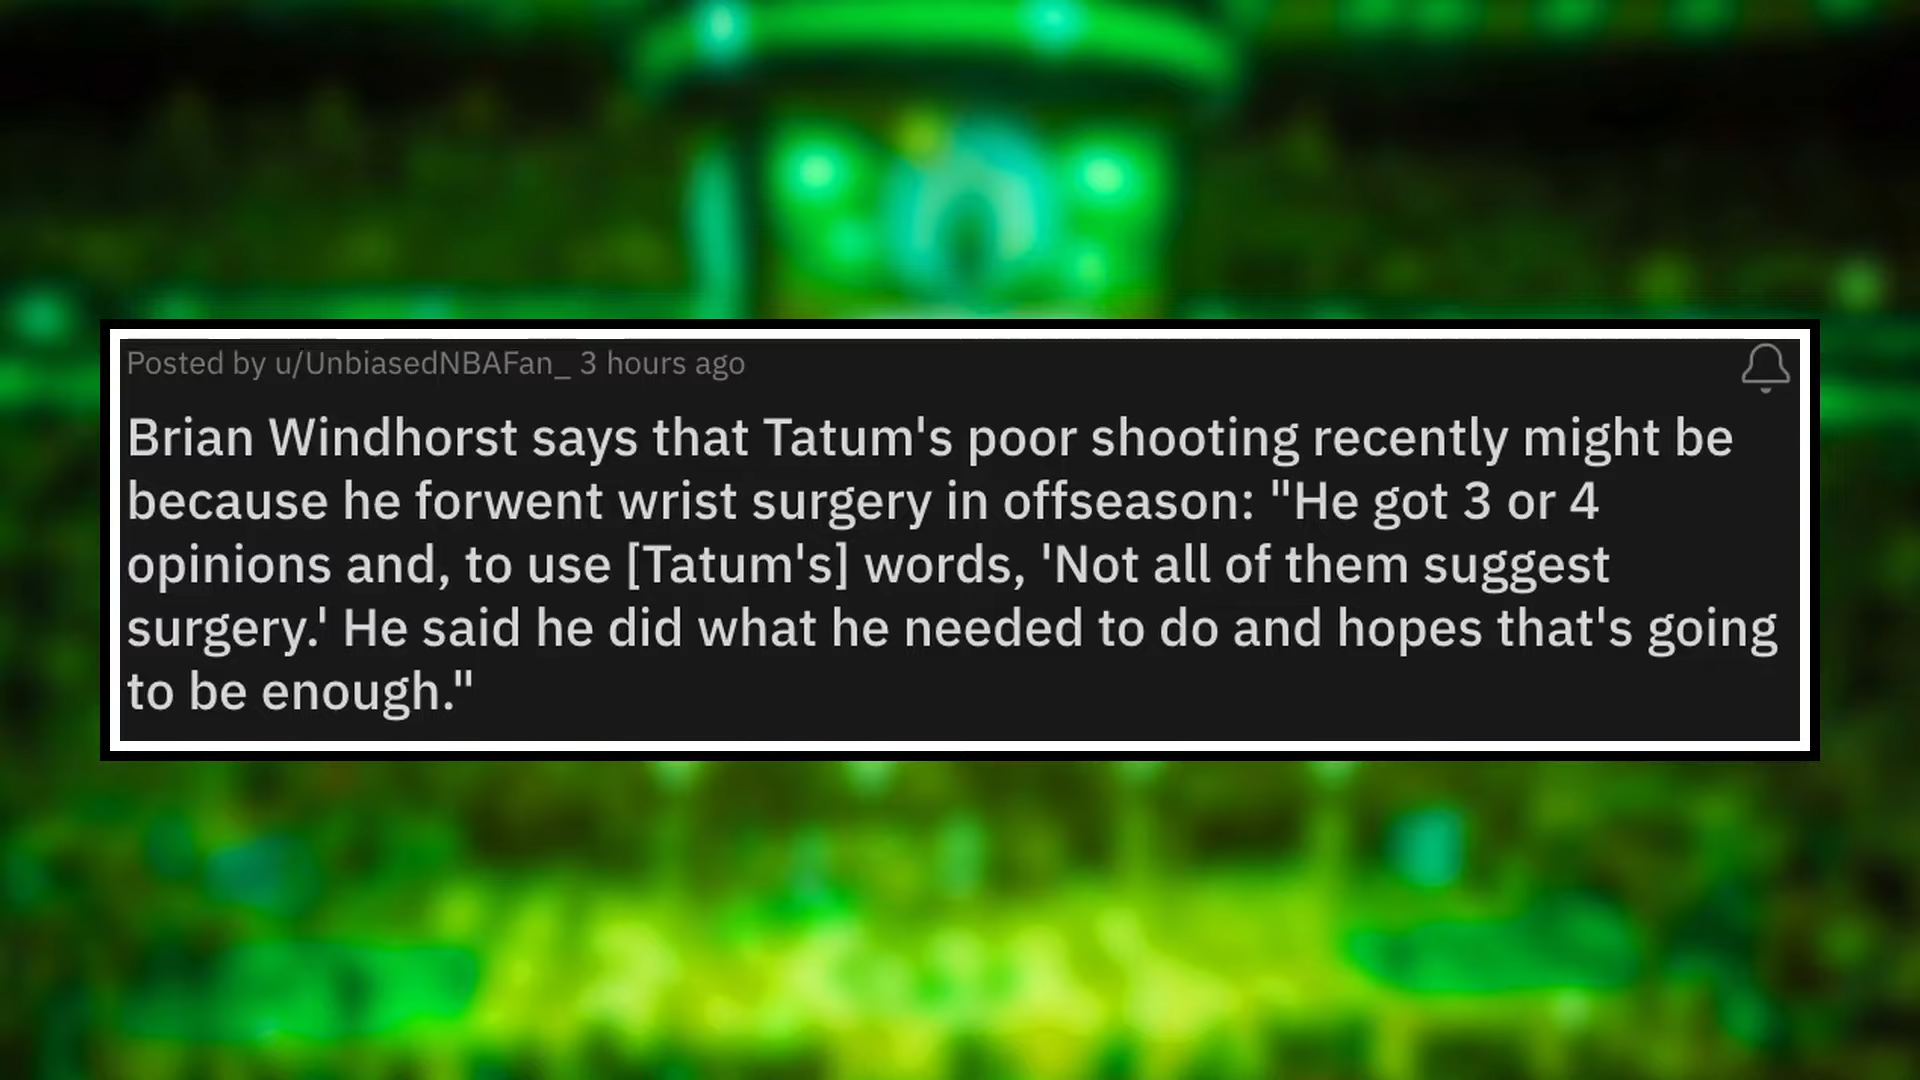 Posted by u/UnbiasedNBAFan_ 3 hours ago
Brian Windhorst says that Tatum's poor shooting recently might be
because he forwent wrist surgery in offseason: "He got 3 or 4
opinions and, to use [Tatum's] words, 'Not all of them suggest
surgery.' He said he did what he needed to do and hopes that's going
to be enough."